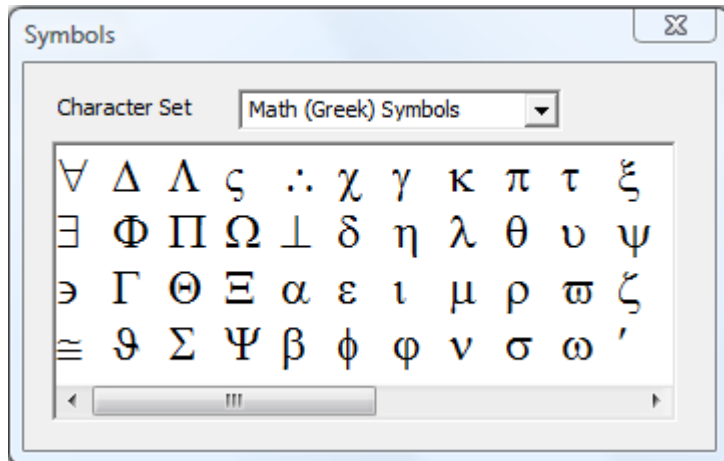 Symbols
Character Set Math (Greek) Symbols
∀ Δ Λ ς ∴ χ γ κ π τ ξ
∃ Φ Π Ω ⊥ δ η λ θ υ ψ
∍ Γ Θ Ξ α ε ι μ ρ ϖ ζ
≅ ϑ Σ Ψ β ϕ φ ν σ ω ′